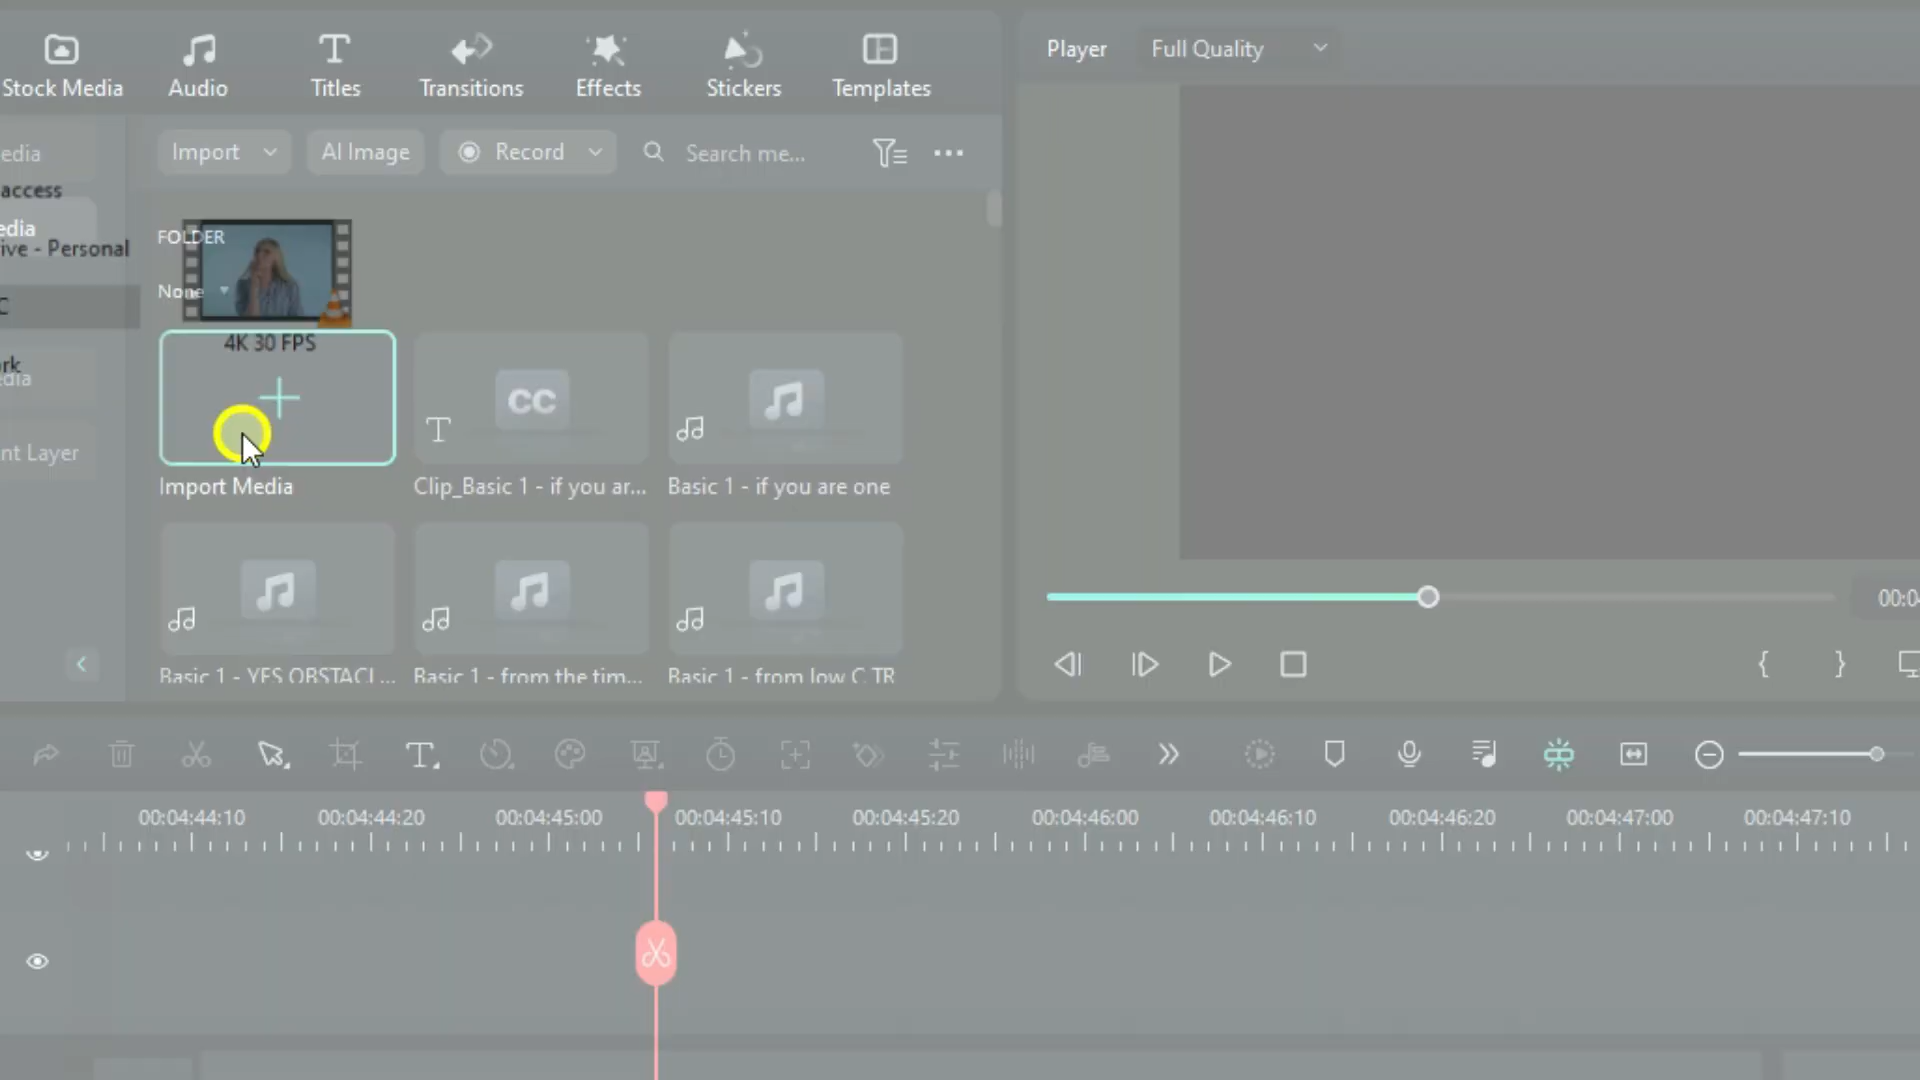 Stock Media
Audio
Titles
Transitions
Effects
Stickers
Templates
Player
Full Quality
Import
AI Image
Record
Search me...
edia
access
edia
ive - Personal
C
rk
edia
nt Layer
FOLDER
None
4K 30 FPS
Import Media
CC
Clip_Basic 1 - if you ar...
Basic 1 - if you are one
Basic 1 - YES OBSTACL...
Basic 1 - from the tim...
Basic 1 - from low C TR
00:0
00:04:44:10
00:04:44:20
00:04:45:00
00:04:45:10
00:04:45:20
00:04:46:00
00:04:46:10
00:04:46:20
00:04:47:00
00:04:47:10